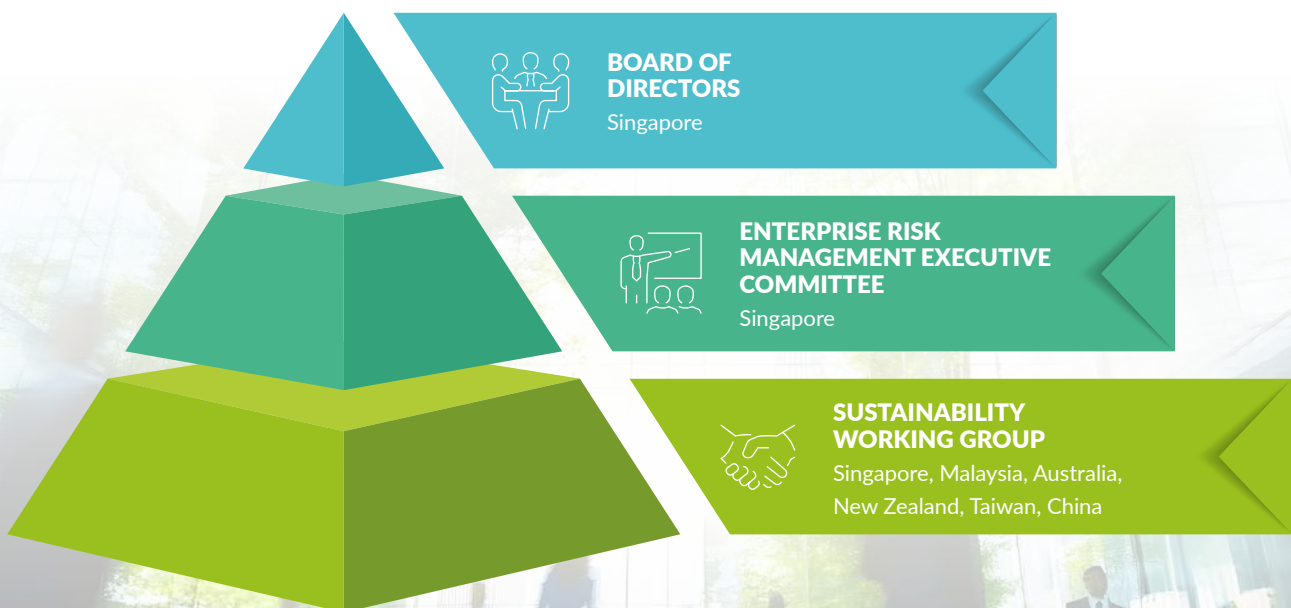 BOARD OF
DIRECTORS
Singapore
ENTERPRISE RISK
MANAGEMENT EXECUTIVE
COMMITTEE
Singapore
SUSTAINABILITY
WORKING GROUP
Singapore, Malaysia, Australia,
New Zealand, Taiwan, China